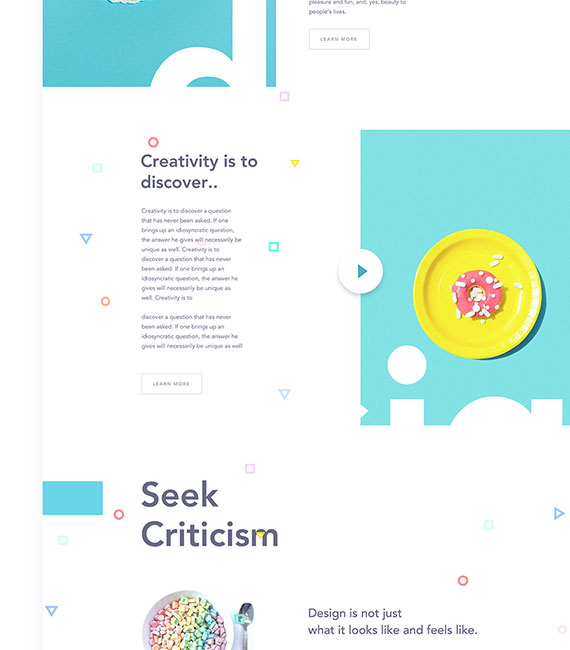 pleasure and fun, and, yes, beauty to
people's lives.
LEARN MORE
Creativity is to
discover..
Creativity is to discover a question
that has never been asked. If one
brings up an idiosyncratic question,
the answer he gives will necessarily be
unique as well. Creativity is to
discover a question that has never
been asked. If one brings up an
idiosyncratic question, the answer he
gives will necessarily be unique as
well. Creativity is to
discover a question that has never
been asked. If one brings up an
idiosyncratic question, the answer he
gives will necessarily be unique as well
LEARN MORE
Seek
Criticism
Design is not just
what it looks like and feels like.